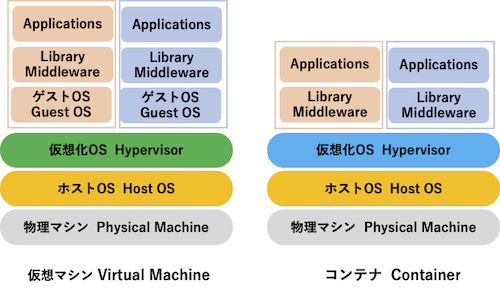 Applications
Library
Middleware
ゲストOS
Guest OS
Applications
Library
Middleware
ゲストOS
Guest OS
仮想化OS Hypervisor
ホストOS Host OS
物理マシン Physical Machine
仮想マシン Virtual Machine
Applications
Library
Middleware
Applications
Library
Middleware
仮想化OS Hypervisor
ホストOS Host OS
物理マシン Physical Machine
コンテナ Container